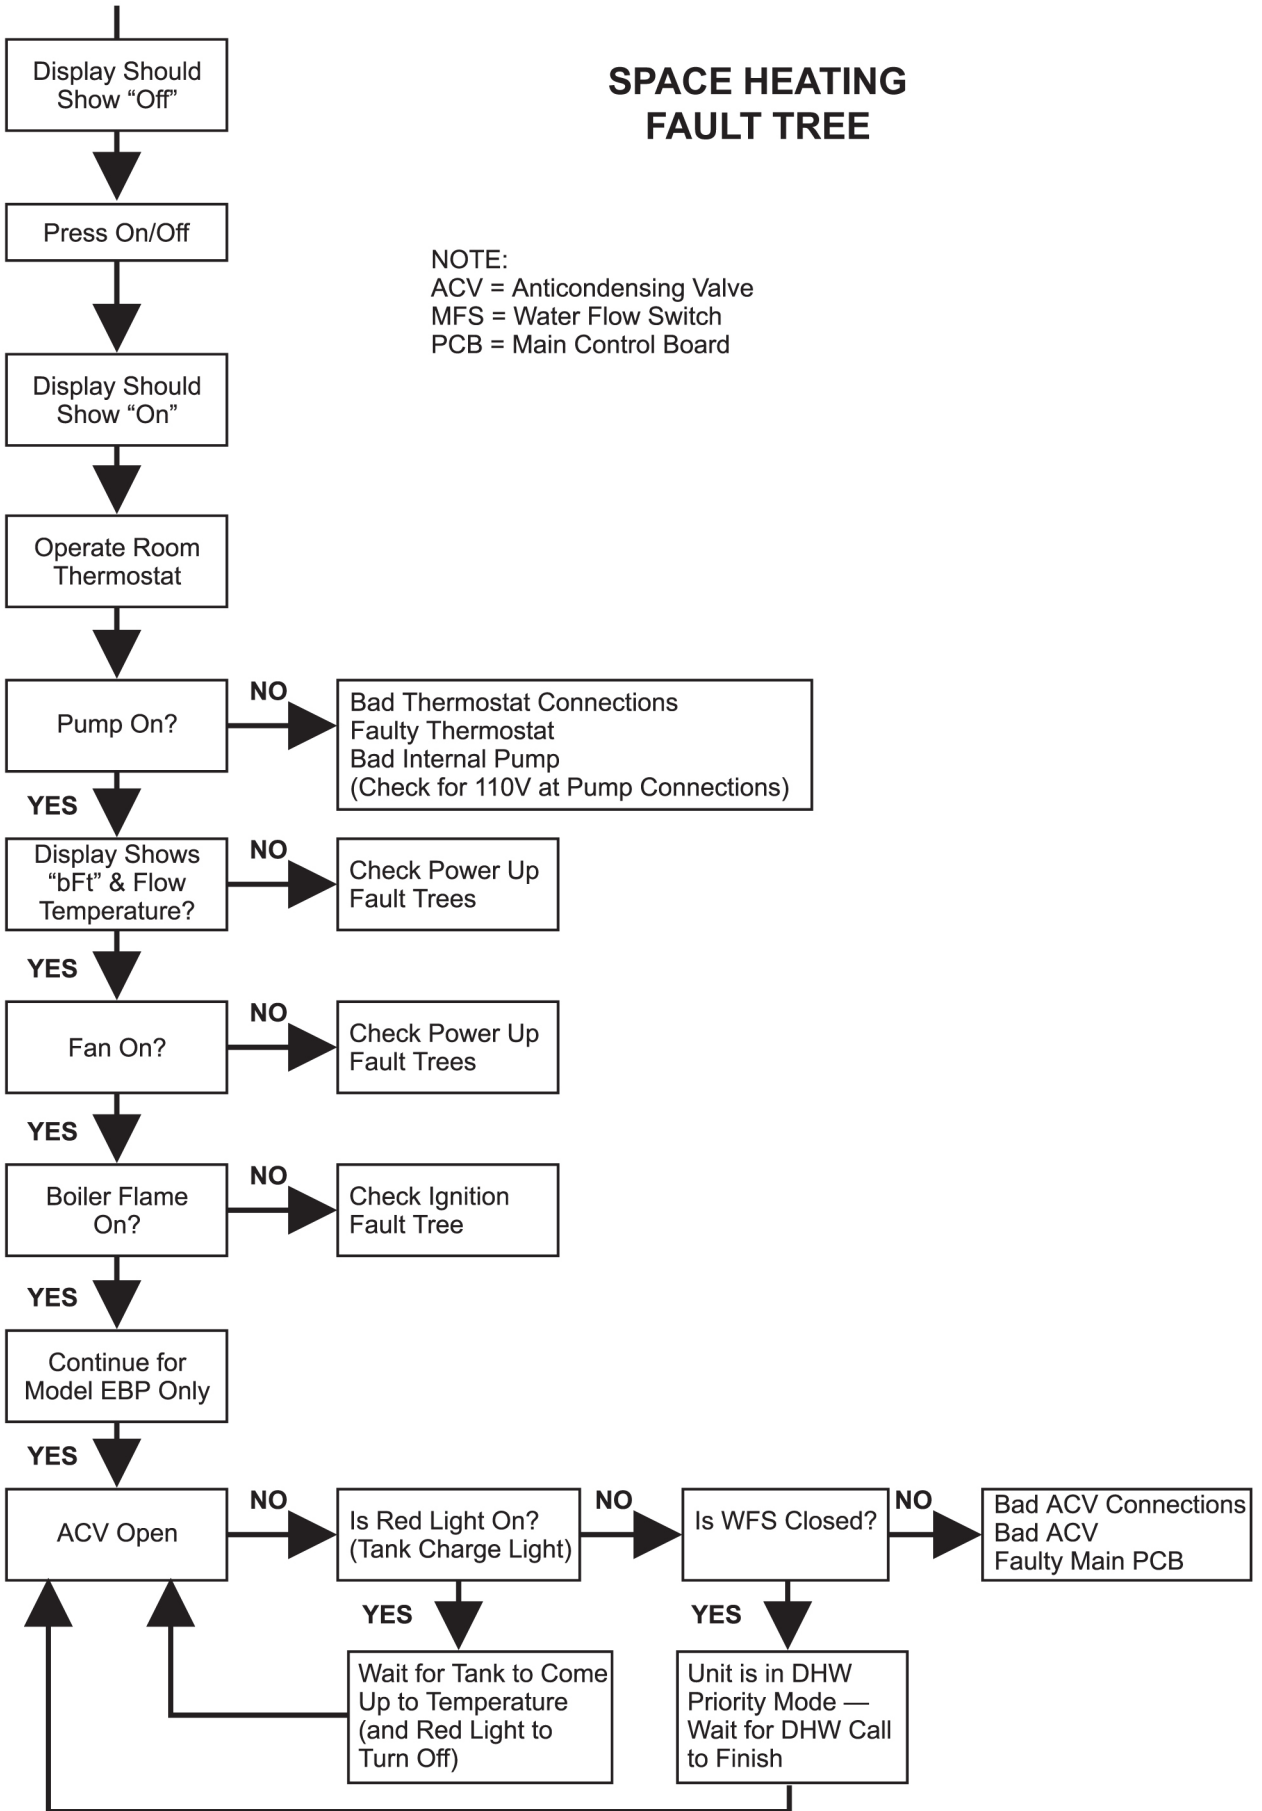 SPACE HEATING
FAULT TREE
Display Should
Show “Off”
Press On/Off
NOTE:
ACV = Anticondensing Valve
MFS = Water Flow Switch
PCB = Main Control Board
Display Should
Show “On”
Operate Room
Thermostat
Pump On?
NO
Bad Thermostat Connections
Faulty Thermostat
Bad Internal Pump
(Check for 110V at Pump Connections)
YES
Display Shows
“bFt” & Flow
Temperature?
NO
Check Power Up
Fault Trees
YES
Fan On?
NO
Check Power Up
Fault Trees
YES
Boiler Flame
On?
NO
Check Ignition
Fault Tree
YES
Continue for
Model EBP Only
YES
ACV Open
NO
Is Red Light On?
(Tank Charge Light)
NO
Is WFS Closed?
NO
Bad ACV Connections
Bad ACV
Faulty Main PCB
YES
Wait for Tank to Come
Up to Temperature
(and Red Light to
Turn Off)
YES
Unit is in DHW
Priority Mode —
Wait for DHW Call
to Finish